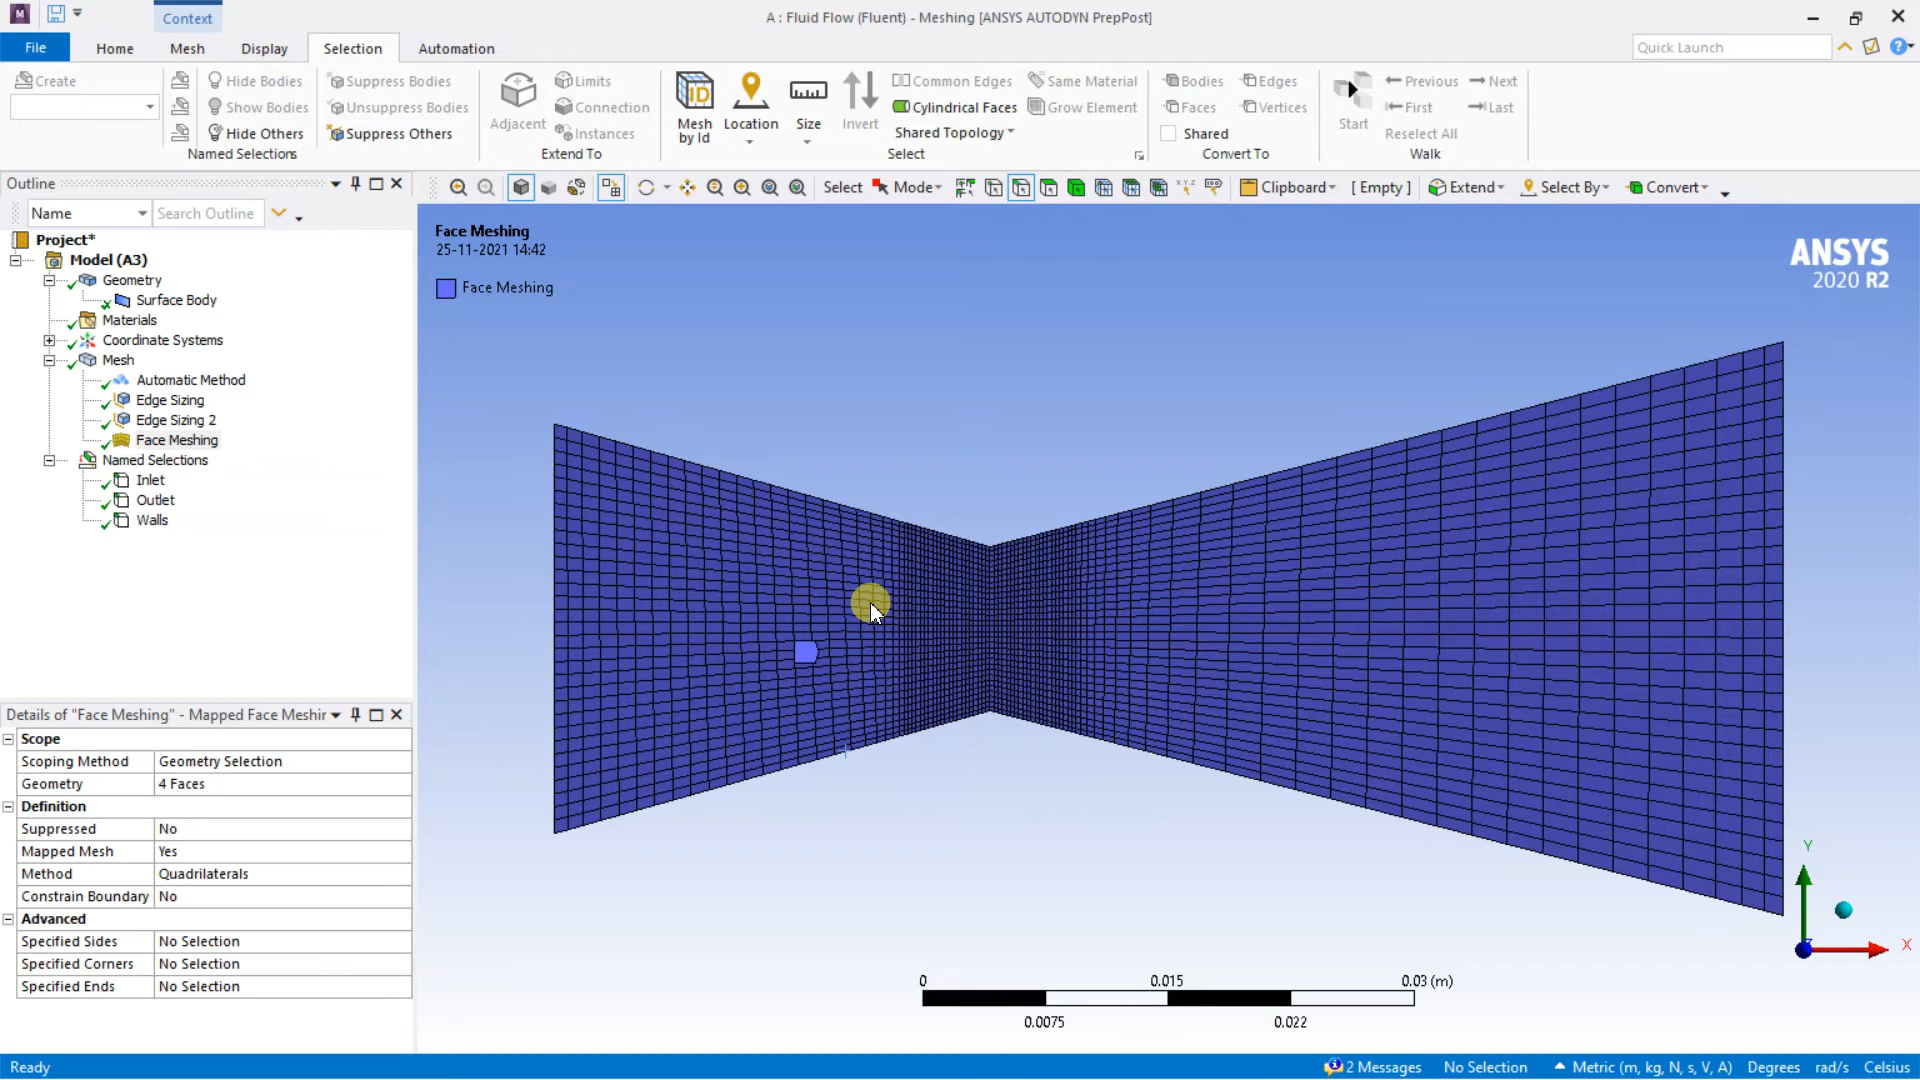 M
Context
A : Fluid Flow (Fluent) - Meshing [ANSYS AUTODYN PrepPost]
File
Home
Mesh
Display
Selection
Automation
Quick Launch
Create
Hide Bodies
Show Bodies
Hide Others
Named Selections
Suppress Bodies
Unsuppress Bodies
Suppress Others
Adjacent
Limits
Connection
Instances
Extend To
ID
Mesh
by Id
Location
Size
Invert
Common Edges
Cylindrical Faces
Shared Topology
Same Material
Grow Element
Select
Bodies
Edges
Faces
Vertices
Shared
Convert To
Start
Previous
Next
First
Last
Reselect All
Walk
Outline
Select
Mode
Clipboard
[ Empty ]
Extend
Select By
Convert
Name
Search Outline
Project*
Model (A3)
Geometry
Surface Body
Materials
Coordinate Systems
Mesh
Automatic Method
Edge Sizing
Edge Sizing 2
Face Meshing
Named Selections
Inlet
Outlet
Walls
Face Meshing
25-11-2021 14:42
Face Meshing
ANSYS
2020 R2
Details of "Face Meshing" - Mapped Face Meshir
Scope
Scoping Method Geometry Selection
Geometry 4 Faces
Definition
Suppressed No
Mapped Mesh Yes
Method Quadrilaterals
Constrain Boundary No
Advanced
Specified Sides No Selection
Specified Corners No Selection
Specified Ends No Selection
Y
X
0 0.015 0.03 (m)
0.0075 0.022
Ready
2 Messages
No Selection
Metric (m, kg, N, s, V, A)
Degrees
rad/s
Celsius